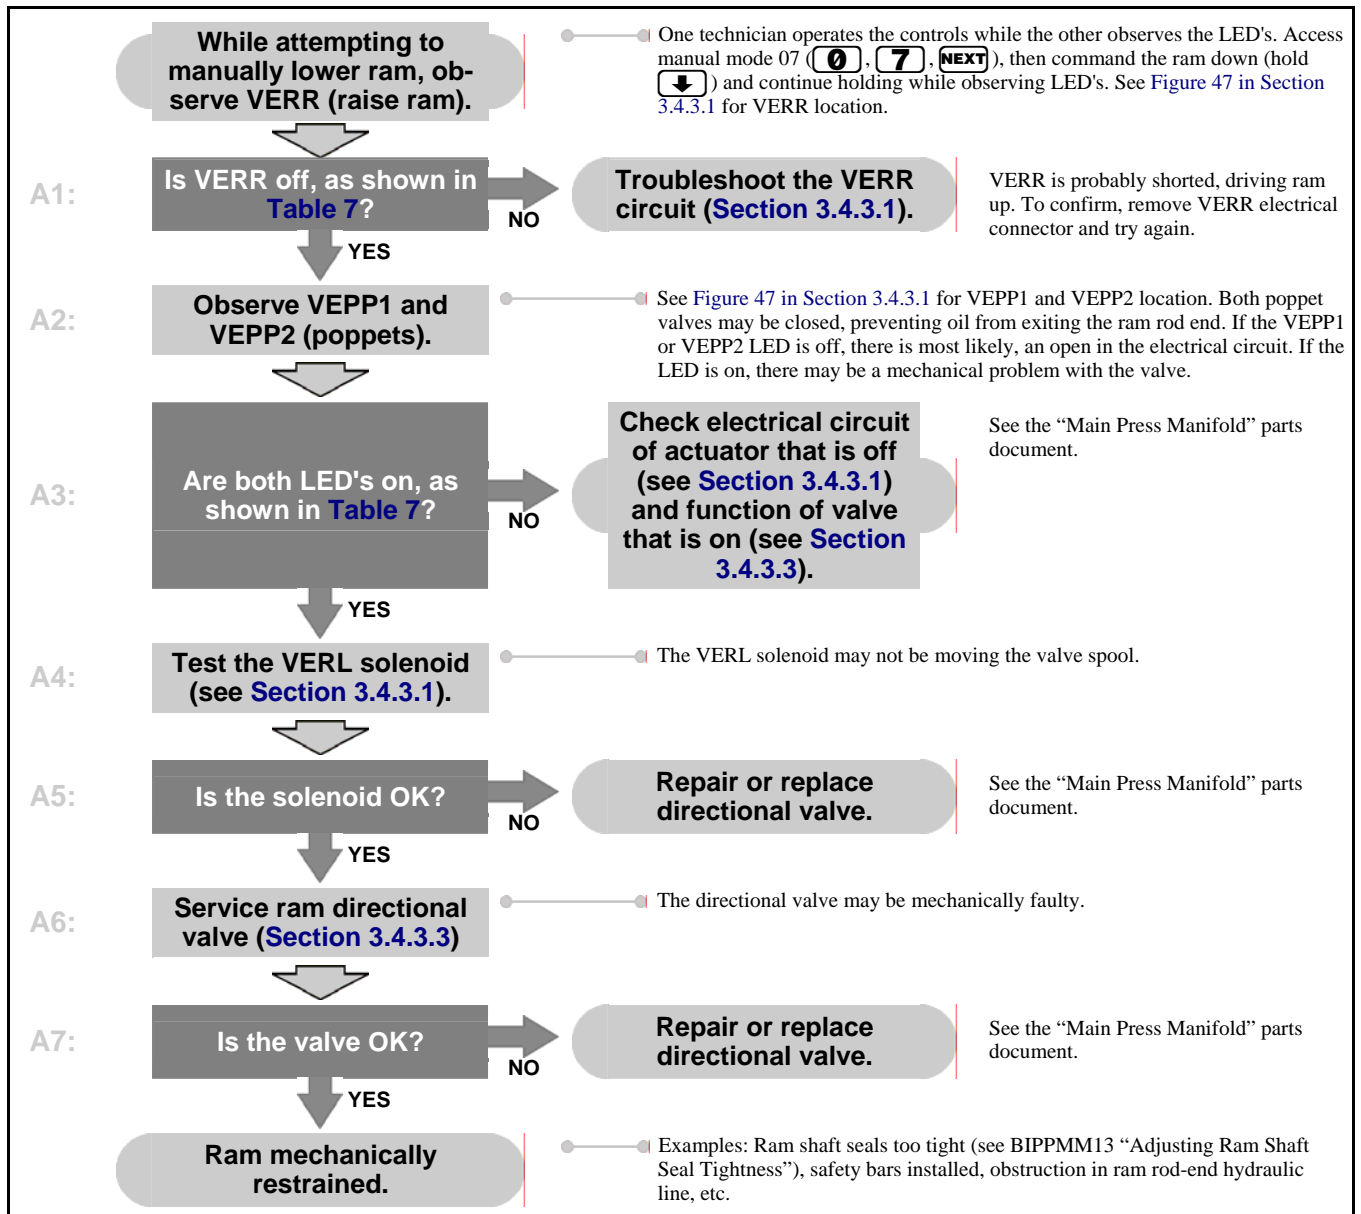 While attempting to
manually lower ram, ob-
serve VERR (raise ram).
One technician operates the controls while the other observes the LED's. Access
manual mode 07 ( 0 , 7 , NEXT ), then command the ram down (hold
) and continue holding while observing LED's. See Figure 47 in Section
3.4.3.1 for VERR location.
A1:
Is VERR off, as shown in
Table 7?
NO
YES
Troubleshoot the VERR
circuit (Section 3.4.3.1).
VERR is probably shorted, driving ram
up. To confirm, remove VERR electrical
connector and try again.
A2:
Observe VEPP1 and
VEPP2 (poppets).
See Figure 47 in Section 3.4.3.1 for VEPP1 and VEPP2 location. Both poppet
valves may be closed, preventing oil from exiting the ram rod end. If the VEPP1
or VEPP2 LED is off, there is most likely, an open in the electrical circuit. If the
LED is on, there may be a mechanical problem with the valve.
A3:
Are both LED's on, as
shown in Table 7?
NO
YES
Check electrical circuit
of actuator that is off
(see Section 3.4.3.1)
and function of valve
that is on (see Section
3.4.3.3).
See the “Main Press Manifold” parts
document.
A4:
Test the VERL solenoid
(see Section 3.4.3.1).
The VERL solenoid may not be moving the valve spool.
A5:
Is the solenoid OK?
NO
YES
Repair or replace
directional valve.
See the “Main Press Manifold” parts
document.
A6:
Service ram directional
valve (Section 3.4.3.3)
The directional valve may be mechanically faulty.
A7:
Is the valve OK?
NO
YES
Repair or replace
directional valve.
See the “Main Press Manifold” parts
document.
Ram mechanically
restrained.
Examples: Ram shaft seals too tight (see BIPPMM13 “Adjusting Ram Shaft
Seal Tightness”), safety bars installed, obstruction in ram rod-end hydraulic
line, etc.